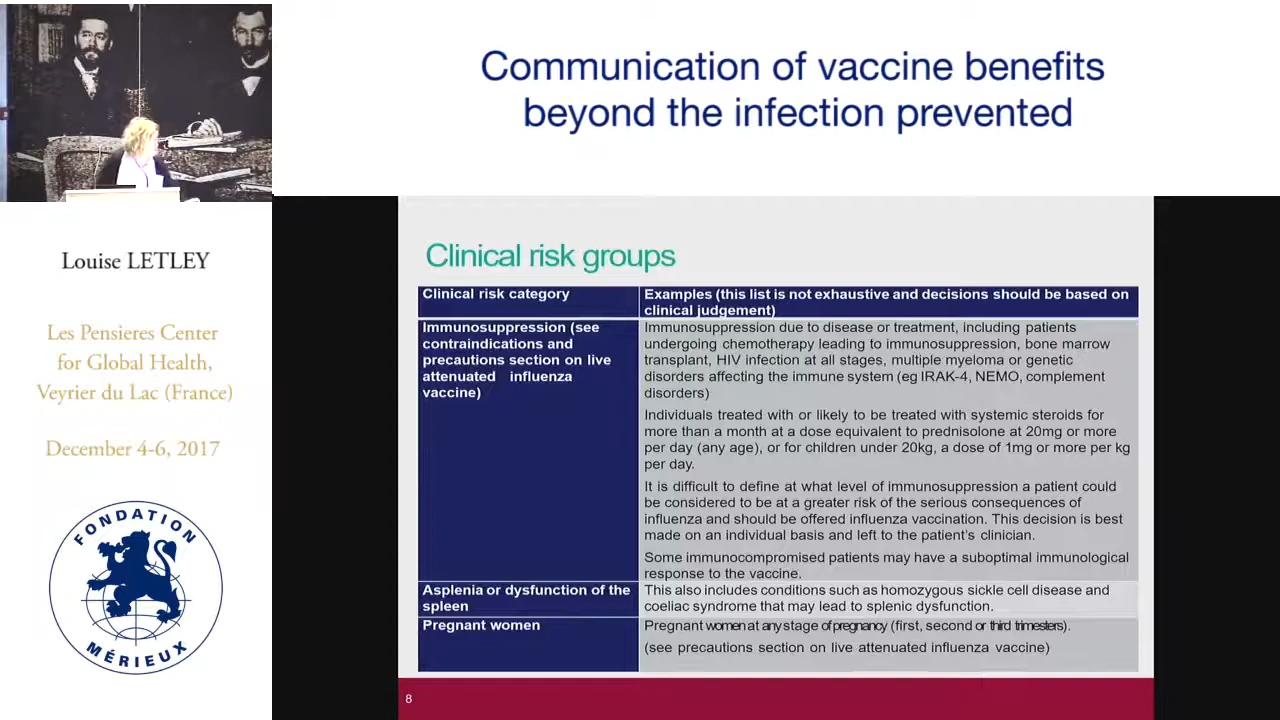 Communication of vaccine benefits
beyond the infection prevented
Louise LETLEY
Les Pensieres Center
for Global Health,
Veyrier du Lac (France)
December 4-6, 2017
FONDATION
MÉRIEUX
Clinical risk groups
Clinical risk category
Examples (this list is not exhaustive and decisions should be based on
clinical judgement)
Immunosuppression (see
contraindications and
precautions section on live
attenuated influenza
vaccine)
Immunosuppression due to disease or treatment, including patients
undergoing chemotherapy leading to immunosuppression, bone marrow
transplant, HIV infection at all stages, multiple myeloma or genetic
disorders affecting the immune system (eg IRAK-4, NEMO, complement
disorders)
Individuals treated with or likely to be treated with systemic steroids for
more than a month at a dose equivalent to prednisolone at 20mg or more
per day (any age), or for children under 20kg, a dose of 1mg or more per kg
per day.
It is difficult to define at what level of immunosuppression a patient could
be considered to be at a greater risk of the serious consequences of
influenza and should be offered influenza vaccination. This decision is best
made on an individual basis and left to the patient's clinician.
Some immunocompromised patients may have a suboptimal immunological
response to the vaccine.
Asplenia or dysfunction of the
spleen
This also includes conditions such as homozygous sickle cell disease and
coeliac syndrome that may lead to splenic dysfunction.
Pregnant women
Pregnant women at any stage of pregnancy (first, second or third trimesters).
(see precautions section on live attenuated influenza vaccine)
8